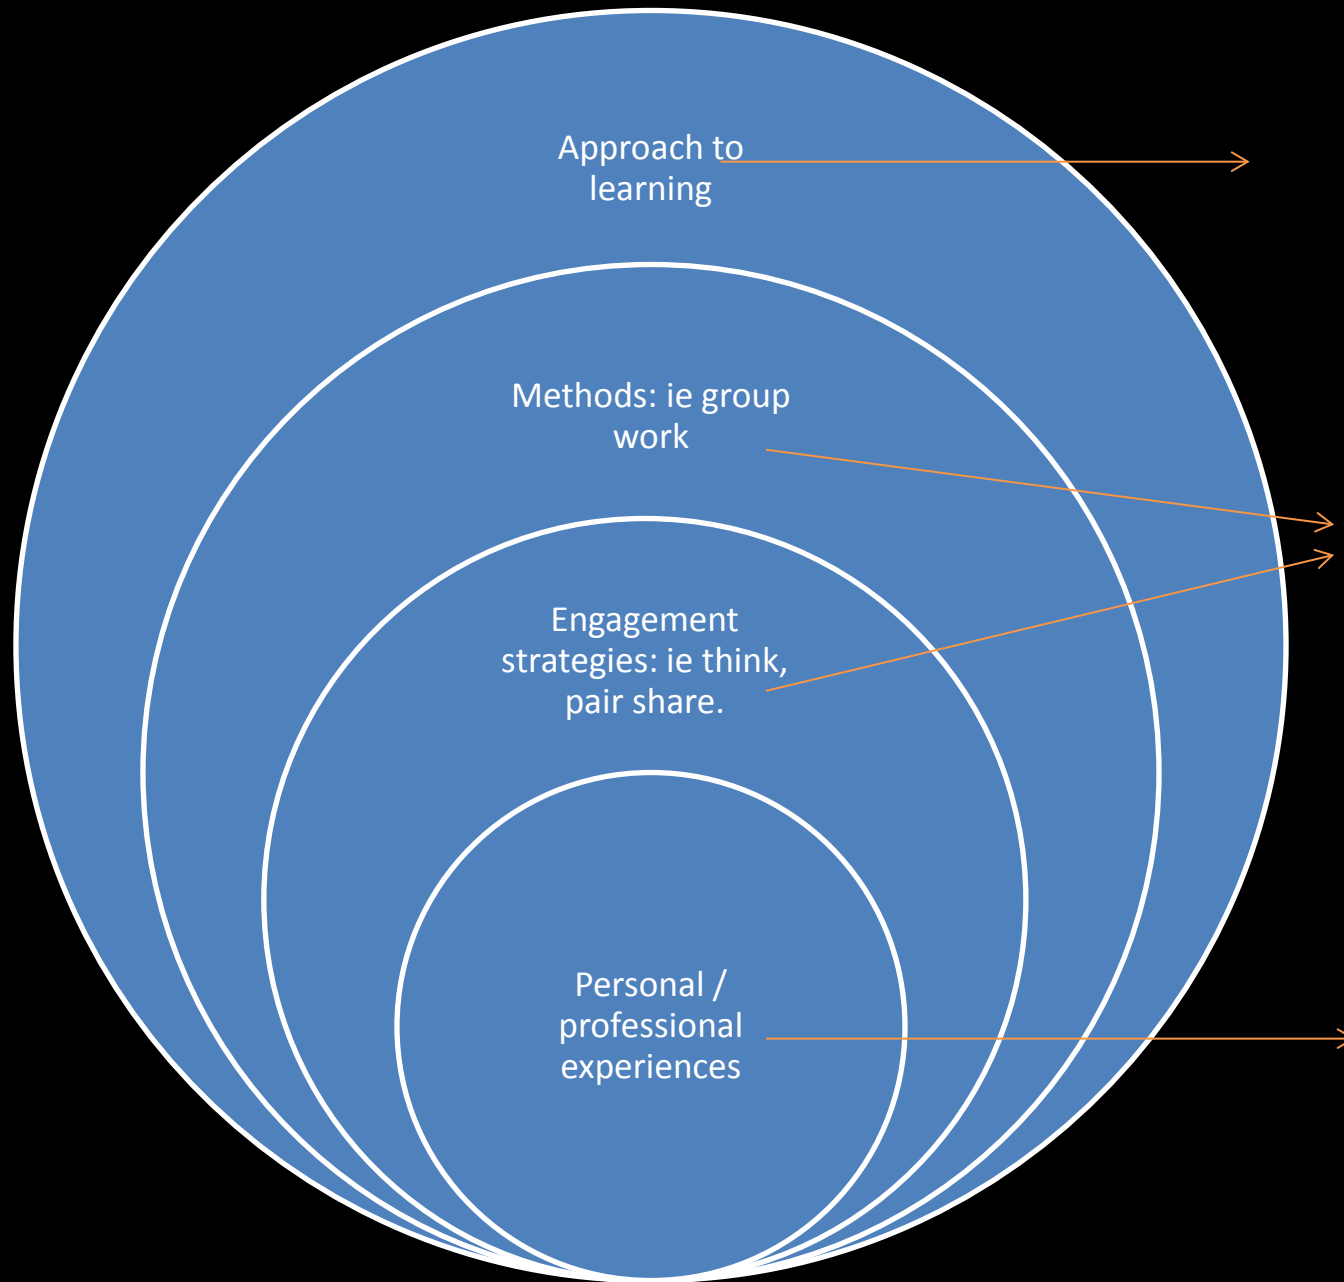 Approach to
learning
Methods: ie group
work
Engagement
strategies: ie think,
pair share.
Personal /
professional
experiences